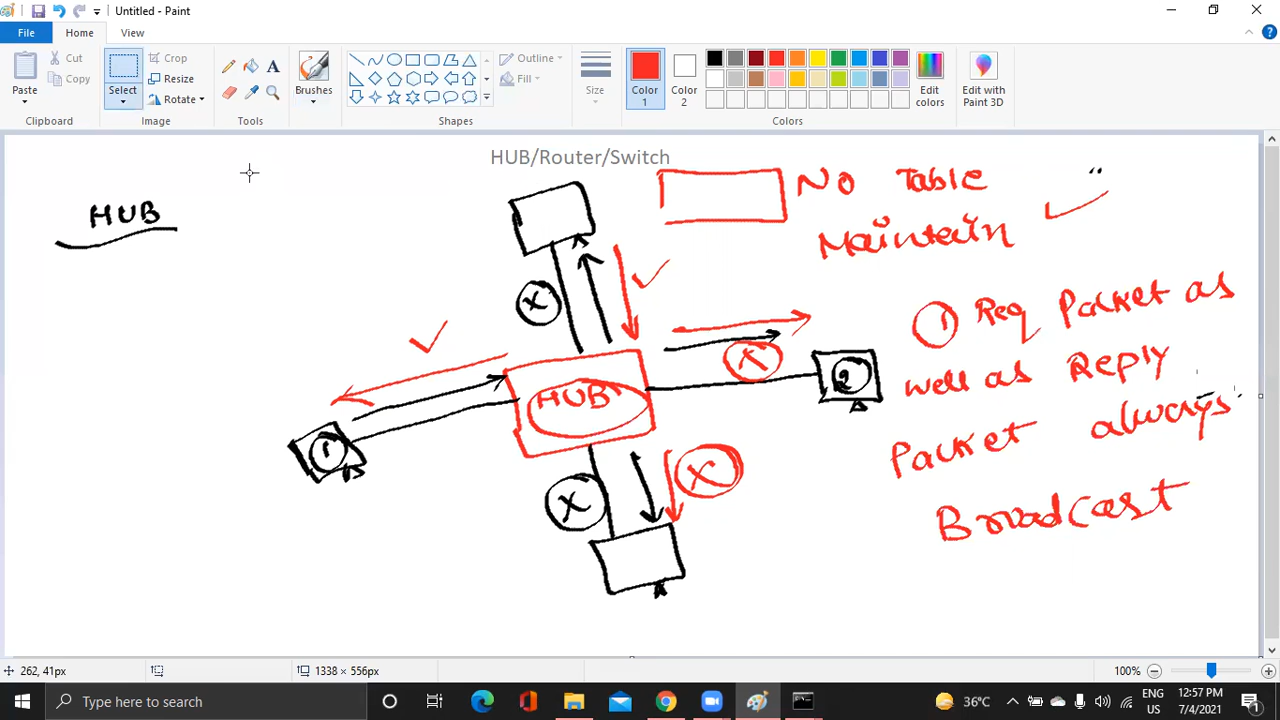 Untitled - Paint
File
Home
View
Paste
Cut
Copy
Clipboard
Select
Crop
Resize
Rotate
Image
A
Tools
Brushes
Shapes
Outline
Fill
Size
Color 1
Color 2
Colors
Edit colors
Edit with Paint 3D
HUB/Router/Switch
HUB
No Table
Maintain
X
1 Req Packet as
well as Reply
Packet always
Broadcast
X
2
HUB
1
X
X
262, 41px
1338 × 556px
100%
Type here to search
36°C
ENG
US
12:57 PM
7/4/2021
1